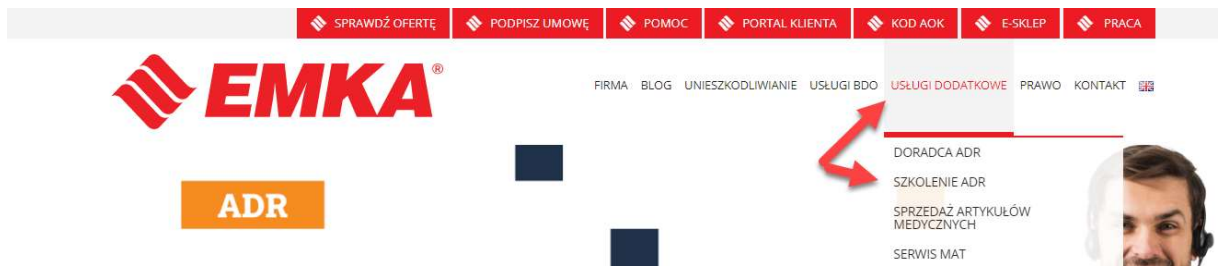 SPRAWDŹ OFERTĘ PODPISZ UMOWĘ POMOC PORTAL KLIENTA KOD AOK E-SKLEP PRACA
EMKA®
FIRMA BLOG UNIESZKODLIWIANIE USŁUGI BDO USŁUGI DODATKOWE PRAWO KONTAKT
DORADCA ADR
SZKOLENIE ADR
ADR
SPRZEDAŻ ARTYKUŁÓW
MEDYCZNYCH
SERWIS MAT